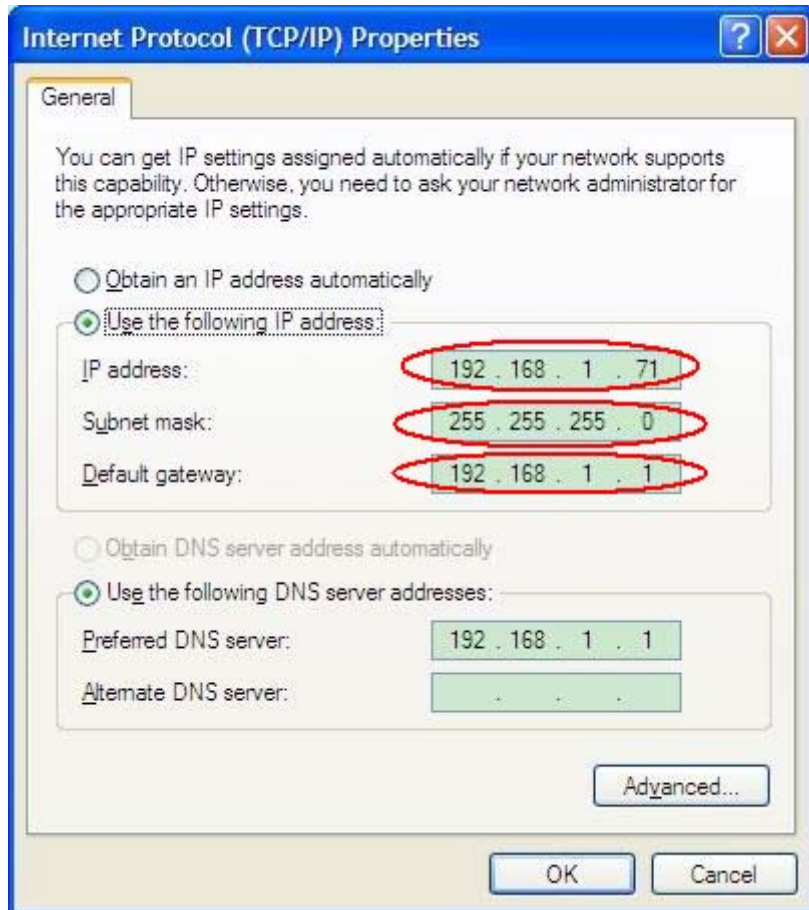 Internet Protocol (TCP/IP) Properties
General
You can get IP settings assigned automatically if your network supports
this capability. Otherwise, you need to ask your network administrator for
the appropriate IP settings.
Obtain an IP address automatically
Use the following IP address:
IP address: 192 . 168 . 1 . 71
Subnet mask: 255 . 255 . 255 . 0
Default gateway: 192 . 168 . 1 . 1
Obtain DNS server address automatically
Use the following DNS server addresses:
Preferred DNS server: 192 . 168 . 1 . 1
Alternate DNS server: . . .
Advanced...
OK Cancel